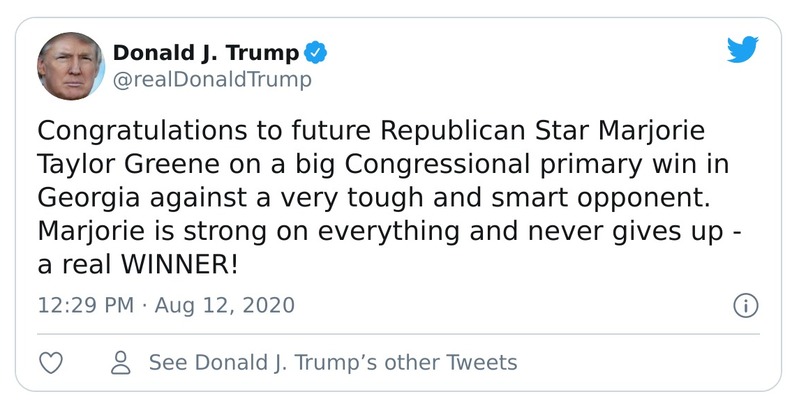 Donald J. Trump
@realDonaldTrump
Congratulations to future Republican Star Marjorie
Taylor Greene on a big Congressional primary win in
Georgia against a very tough and smart opponent.
Marjorie is strong on everything and never gives up -
a real WINNER!
12:29 PM · Aug 12, 2020
See Donald J. Trump’s other Tweets